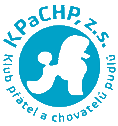 KPaCHP, z.s.
Klub přátel a chovatelů pudlů